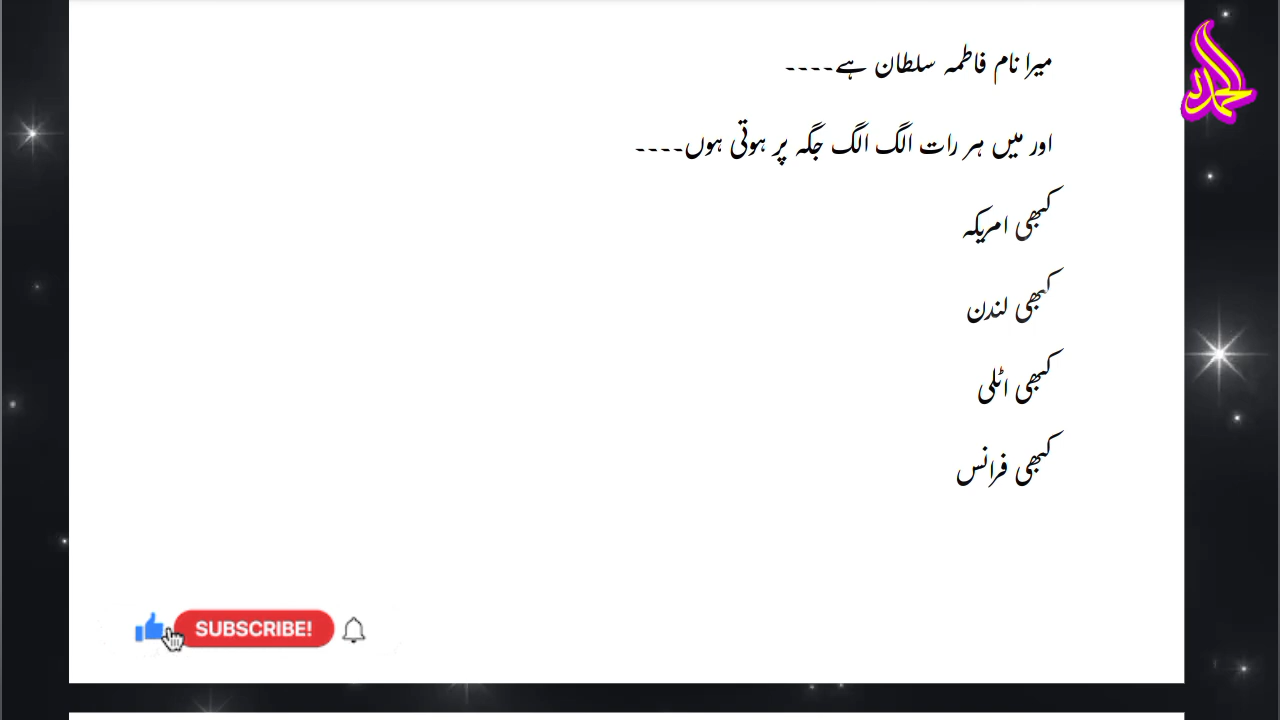 میرا نام فاطمہ سلطان ہے۔۔۔۔
اور میں ہر رات الگ الگ جگہ پر ہوتی ہوں۔۔۔۔
کبھی امریکہ
کبھی لندن
کبھی اٹلی
کبھی فرانس
SUBSCRIBE!
الحمدللہ